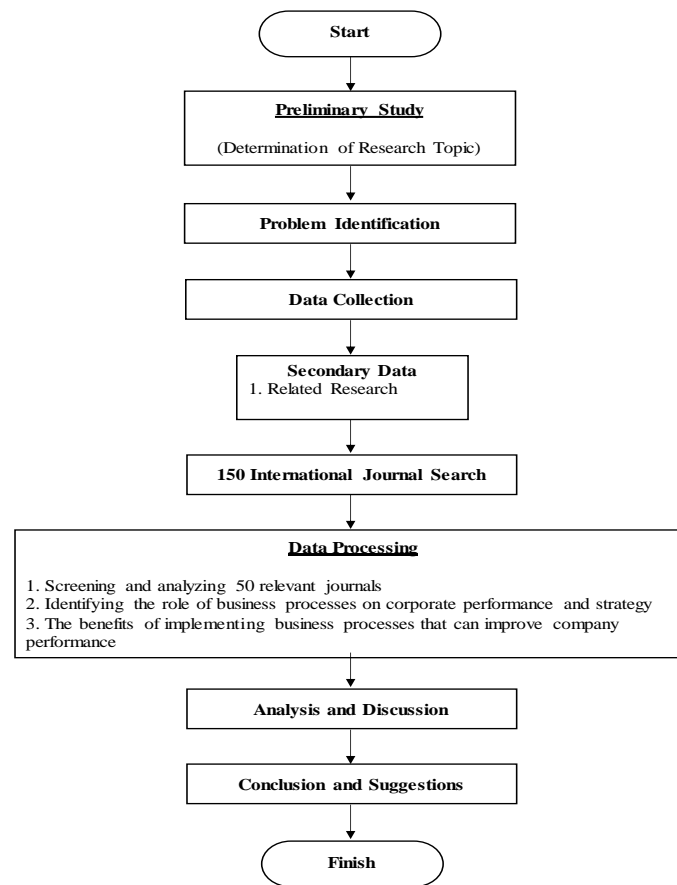 Start
Preliminary Study
(Determination of Research Topic)
Problem Identification
Data Collection
Secondary Data
1. Related Research
150 International Journal Search
Data Processing
1. Screening and analyzing 50 relevant journals
2. Identifying the role of business processes on corporate performance and strategy
3. The benefits of implementing business processes that can improve company
performance
Analysis and Discussion
Conclusion and Suggestions
Finish